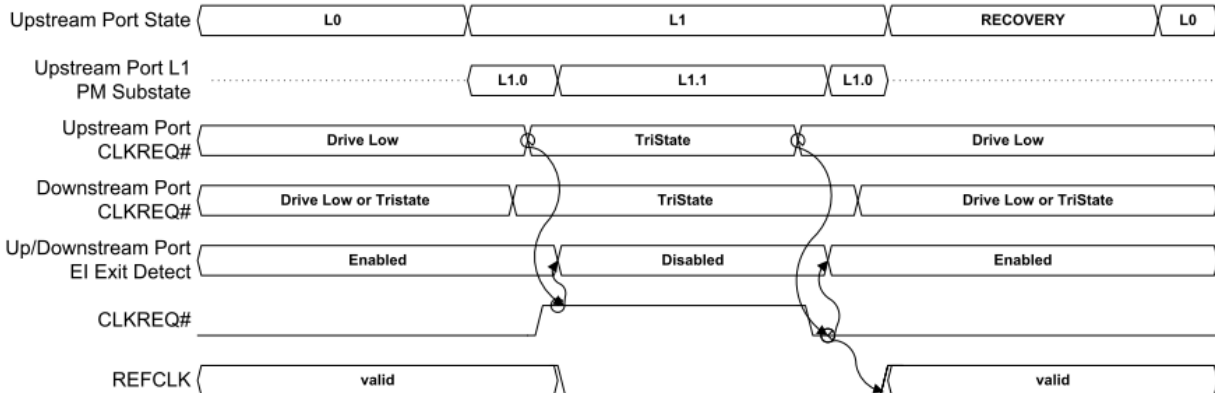 Upstream Port State L0 L1 RECOVERY L0
Upstream Port L1
PM Substate L1.0 L1.1 L1.0
Upstream Port
CLKREQ# Drive Low TriState Drive Low
Downstream Port
CLKREQ# Drive Low or Tristate TriState Drive Low or TriState
Up/Downstream Port
EI Exit Detect Enabled Disabled Enabled
CLKREQ#
REFCLK valid valid